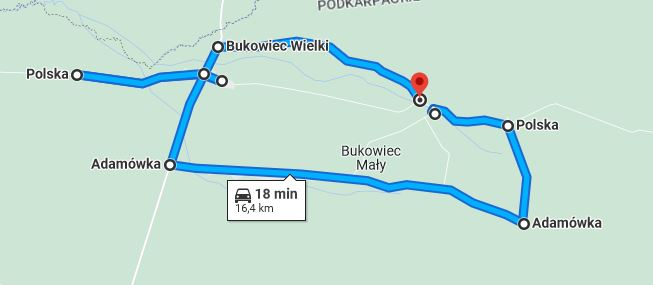 PODKARPACKIE
Bukowiec Wielki
Polska
Polska
Bukowiec
Mały
Adamówka
18 min
16,4 km
Adamówka